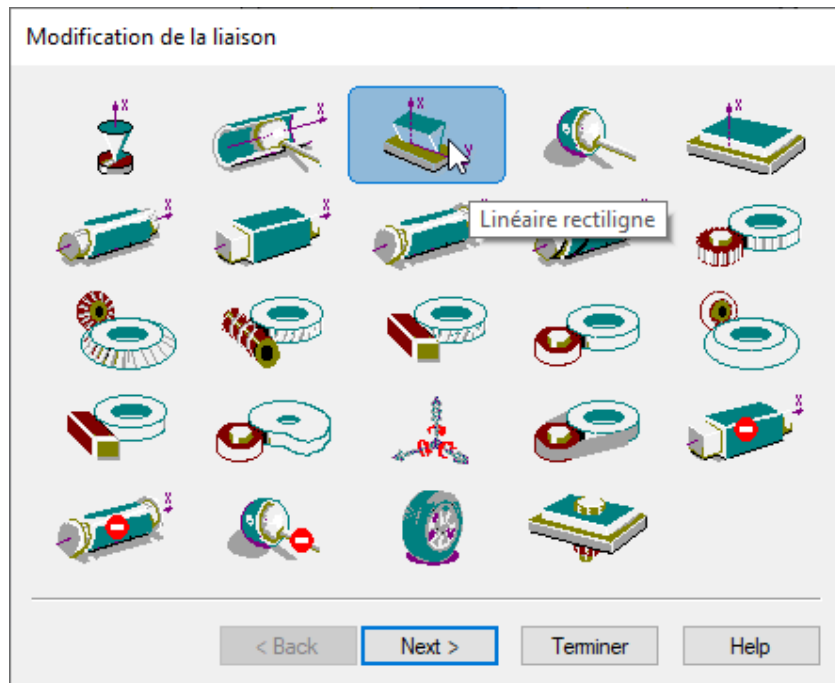 Modification de la liaison
x
x
x
y
x
x
x
Linéaire rectiligne
x
x
< Back
Next >
Terminer
Help